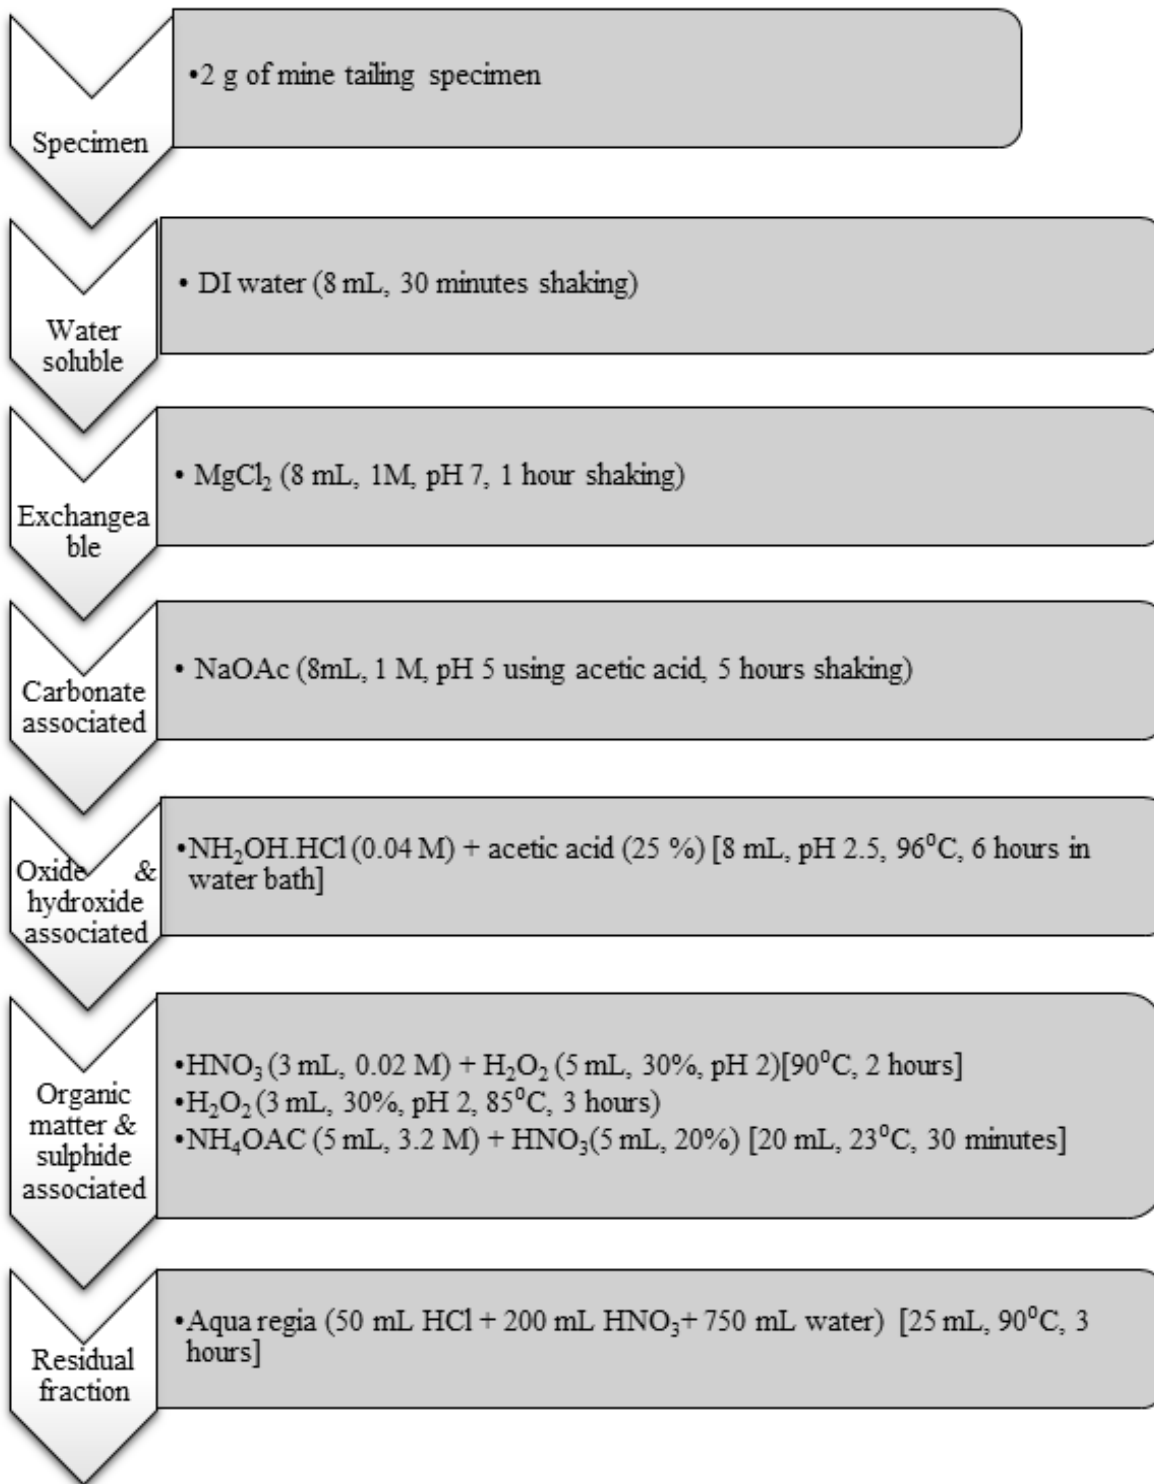 Specimen
•2 g of mine tailing specimen
Water
soluble
• DI water (8 mL, 30 minutes shaking)
Exchangea
ble
• MgCl₂ (8 mL, 1M, pH 7, 1 hour shaking)
Carbonate
associated
• NaOAc (8mL, 1 M, pH 5 using acetic acid, 5 hours shaking)
Oxide &
hydroxide
associated
•NH₂OH.HCl (0.04 M) + acetic acid (25 %) [8 mL, pH 2.5, 96⁰C, 6 hours in
water bath]
Organic
matter &
sulphide
associated
•HNO₃ (3 mL, 0.02 M) + H₂O₂ (5 mL, 30%, pH 2)[90⁰C, 2 hours]
•H₂O₂ (3 mL, 30%, pH 2, 85⁰C, 3 hours)
•NH₄OAC (5 mL, 3.2 M) + HNO₃(5 mL, 20%) [20 mL, 23⁰C, 30 minutes]
Residual
fraction
•Aqua regia (50 mL HCl + 200 mL HNO₃+ 750 mL water) [25 mL, 90⁰C, 3
hours]